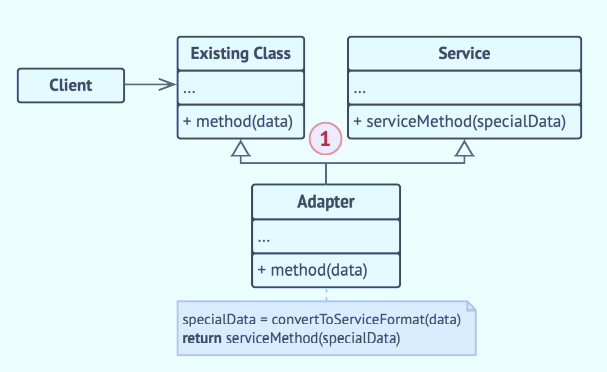 Client
Existing Class
...
+ method(data)
Service
...
+ serviceMethod(specialData)
1
Adapter
...
+ method(data)
specialData = convertToServiceFormat(data)
return serviceMethod(specialData)